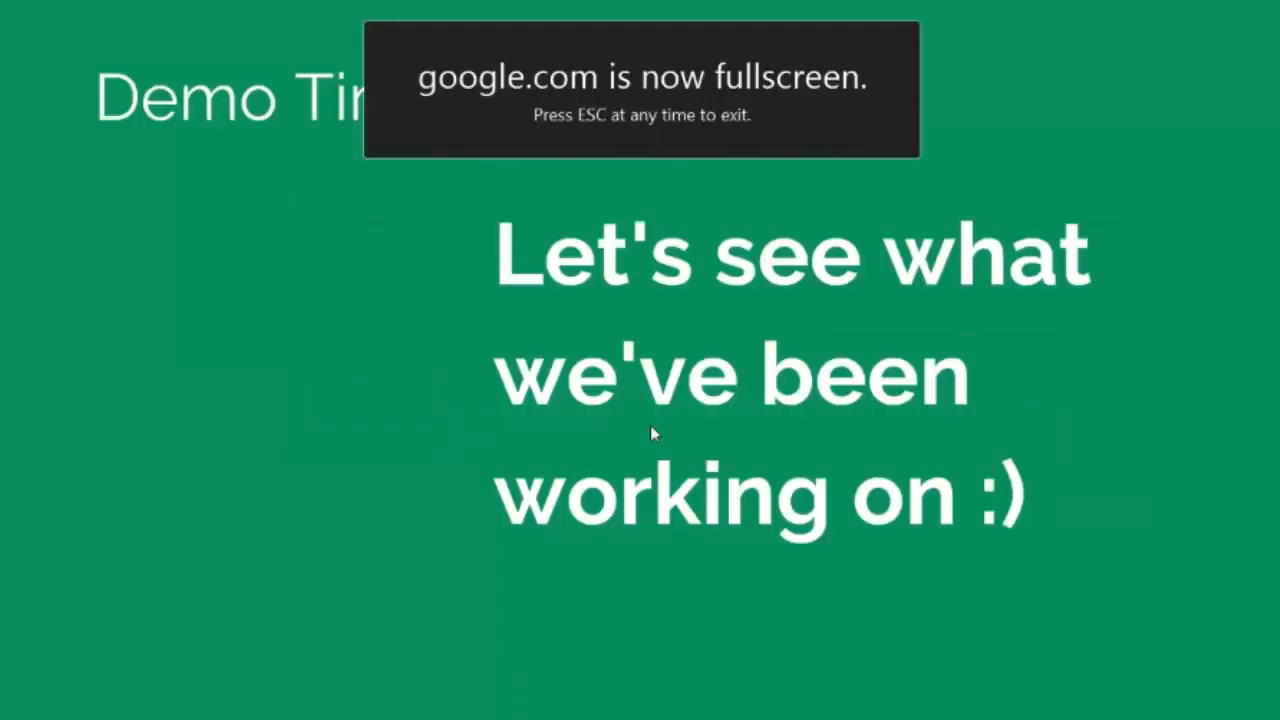 Demo
google.com is now fullscreen.
Press ESC at any time to exit.
Let's see what
we've been
working on :)